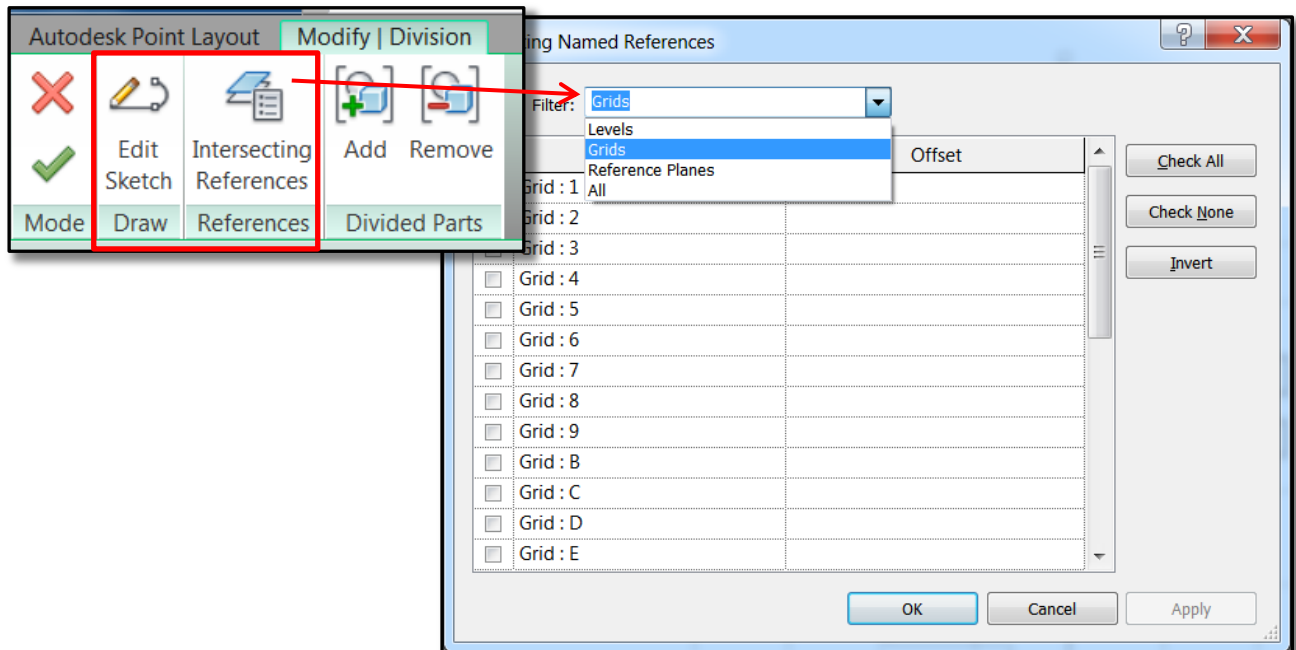 Autodesk Point Layout
Modify | Division
Edit Sketch
Intersecting References
Add
Remove
Mode
Draw
References
Divided Parts
ing Named References
Filter: Grids
Levels
Grids
Reference Planes
All
Offset
Grid : 1
Grid : 2
Grid : 3
Grid : 4
Grid : 5
Grid : 6
Grid : 7
Grid : 8
Grid : 9
Grid : B
Grid : C
Grid : D
Grid : E
Check All
Check None
Invert
OK
Cancel
Apply